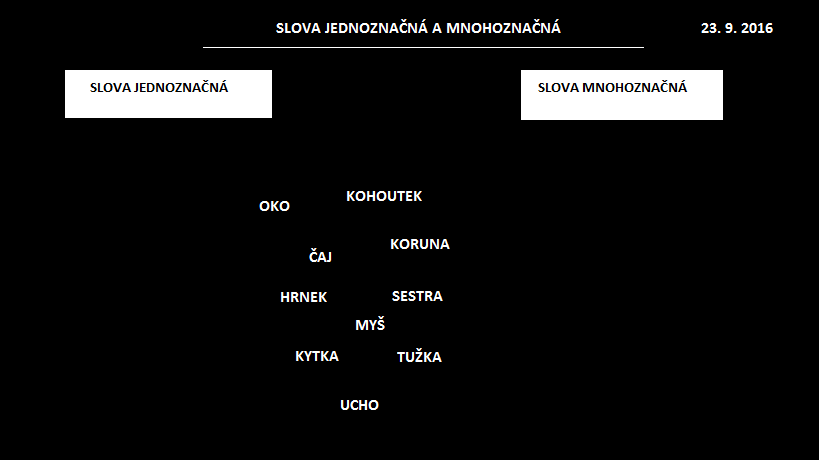 SLOVA JEDNOZNAČNÁ A MNOHOZNAČNÁ
23. 9. 2016
SLOVA JEDNOZNAČNÁ
SLOVA MNOHOZNAČNÁ
KOHOUTEK
OKO
KORUNA
ČAJ
HRNEK
SESTRA
MYŠ
KYTKA
TUŽKA
UCHO